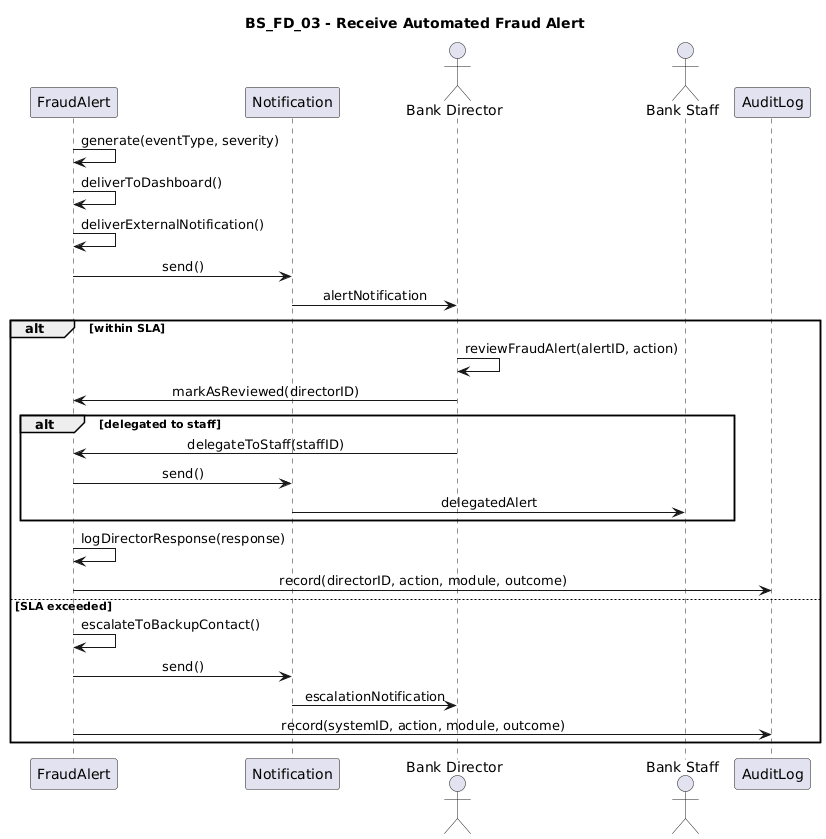 BS_FD_03 - Receive Automated Fraud Alert
FraudAlert
Notification
Bank Director
Bank Staff
AuditLog
generate(eventType, severity)
deliverToDashboard()
deliverExternalNotification()
send()
alertNotification
alt
[within SLA]
reviewFraudAlert(alertID, action)
markAsReviewed(directorID)
alt
[delegated to staff]
delegateToStaff(staffID)
send()
delegatedAlert
logDirectorResponse(response)
record(directorID, action, module, outcome)
[SLA exceeded]
escalateToBackupContact()
send()
escalationNotification
record(systemID, action, module, outcome)
FraudAlert
Notification
Bank Director
Bank Staff
AuditLog